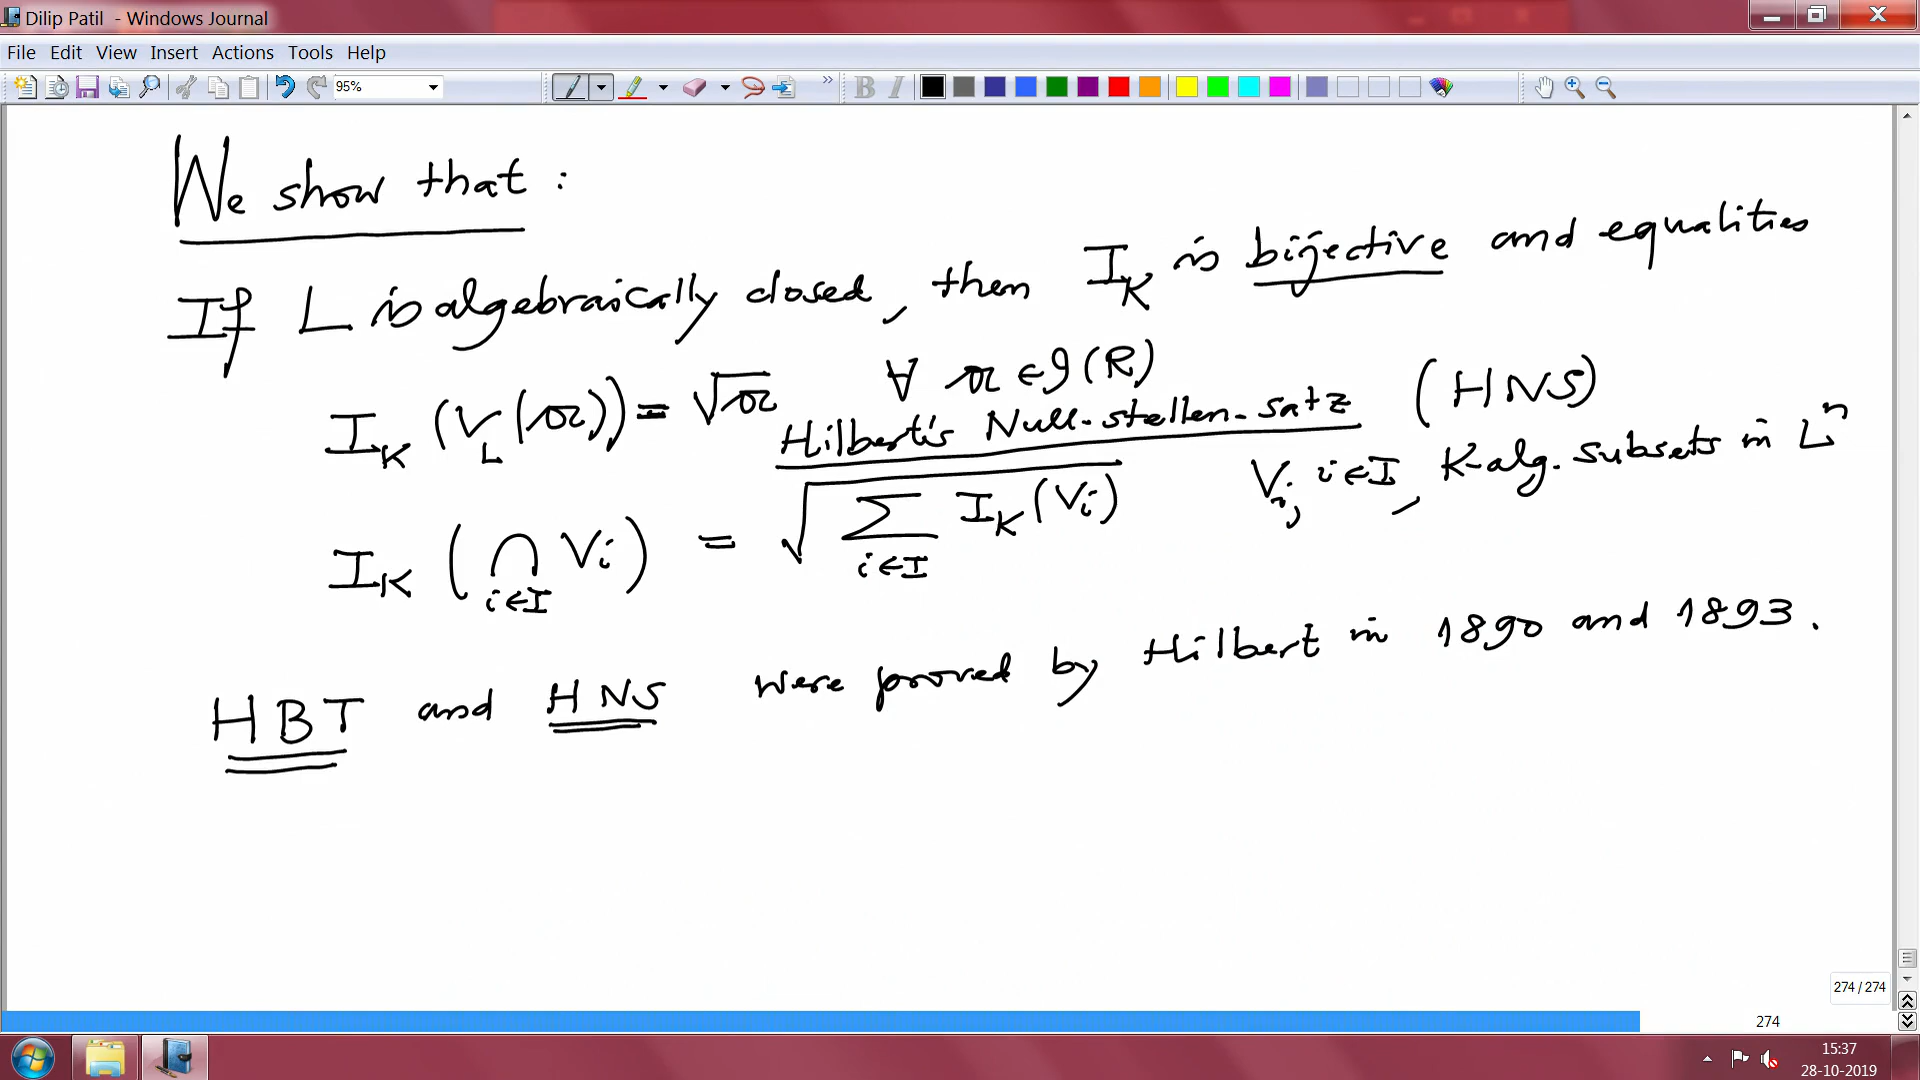 Dilip Patil - Windows Journal
File Edit View Insert Actions Tools Help
95%
We show that :
If L is algebraically closed, then I_K is bijective and equalities
I_K (V_L(𝔞)) = √𝔞 ∀ 𝔞 ∈ 𝓘(R)
Hilbert's Null-stellen-satz (HNS)
I_K (⋂_{i∈I} V_i) = √(∑_{i∈I} I_K(V_i)) V_i, i∈I, K-alg. subsets in L^n
HBT and HNS were proved by Hilbert in 1890 and 1893.
274 / 274
274
15:37
28-10-2019